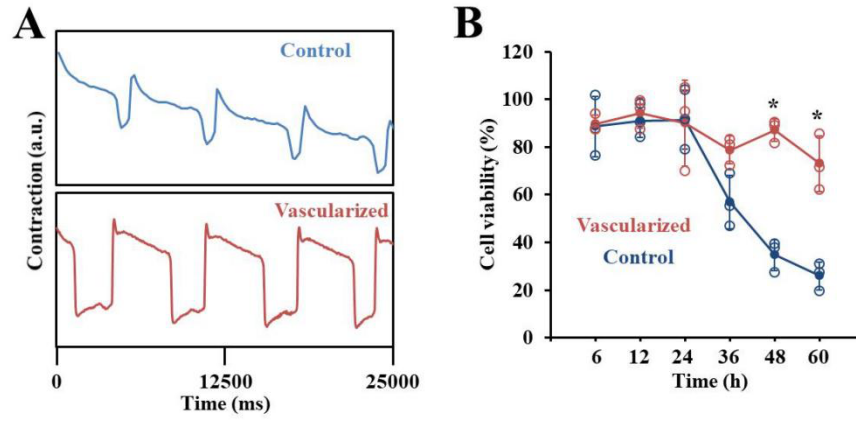 A
Control
Vascularized
Contraction (a.u.)
0
12500
25000
Time (ms)
B
120
100
80
60
40
20
0
Cell viability (%)
*
*
Vascularized
Control
6 12 24 36 48 60
Time (h)